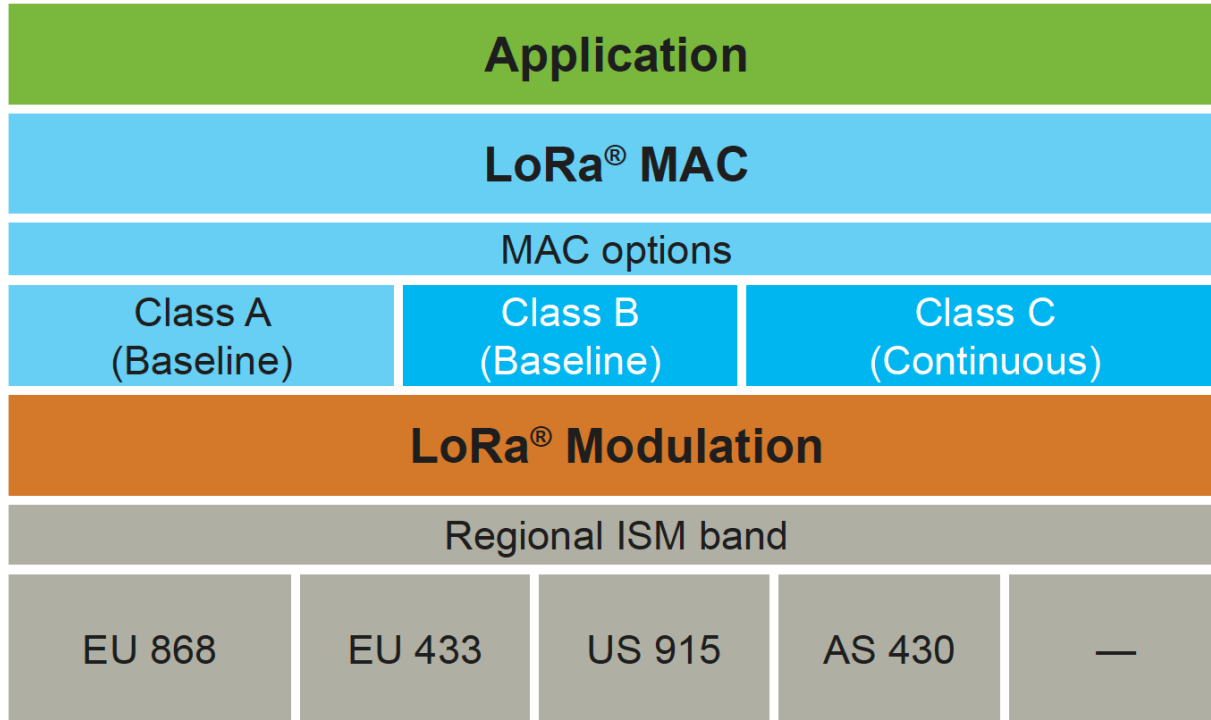 Application
LoRa® MAC
MAC options
Class A
(Baseline)
Class B
(Baseline)
Class C
(Continuous)
LoRa® Modulation
Regional ISM band
EU 868
EU 433
US 915
AS 430
—